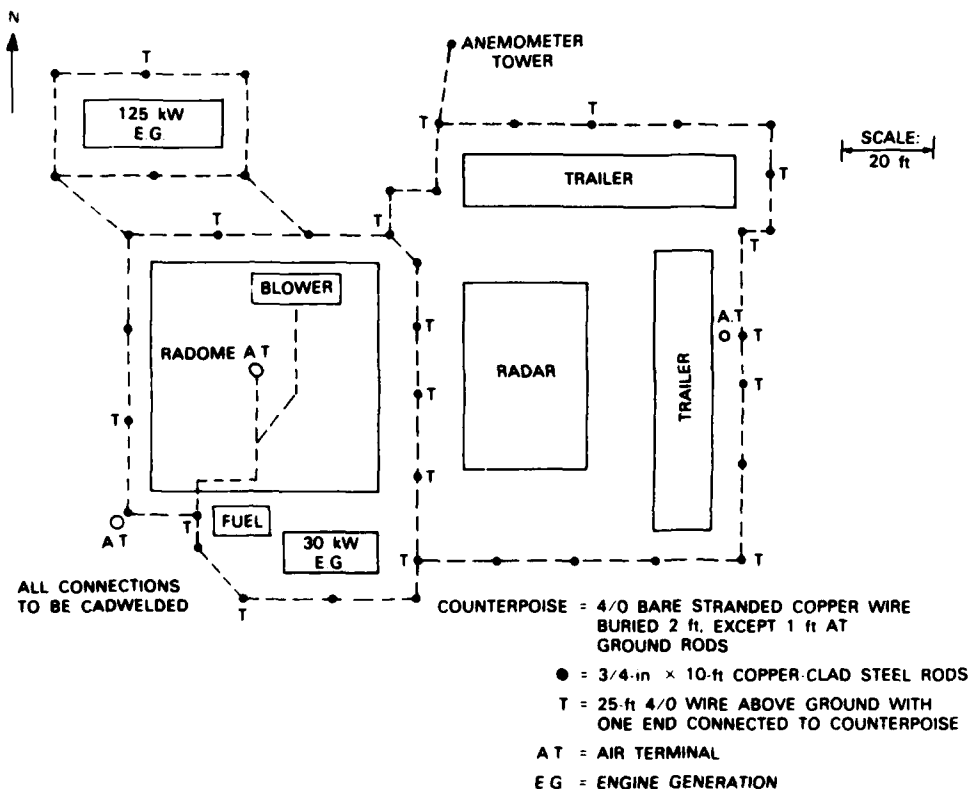 N
T
ANEMOMETER
TOWER
125 kW
E.G.
T
T
SCALE:
20 ft
TRAILER
T
T
T
T
BLOWER
A.T
T
T
RADOME A T
RADAR
TRAILER
T
T
T
T
T
FUEL
A T
30 kW
E G
T
T
T
ALL CONNECTIONS
TO BE CADWELDED
COUNTERPOISE = 4/0 BARE STRANDED COPPER WIRE
BURIED 2 ft, EXCEPT 1 ft AT
GROUND RODS
● = 3/4-in × 10-ft COPPER-CLAD STEEL RODS
T = 25-ft 4/0 WIRE ABOVE GROUND WITH
ONE END CONNECTED TO COUNTERPOISE
A T = AIR TERMINAL
E G = ENGINE GENERATION